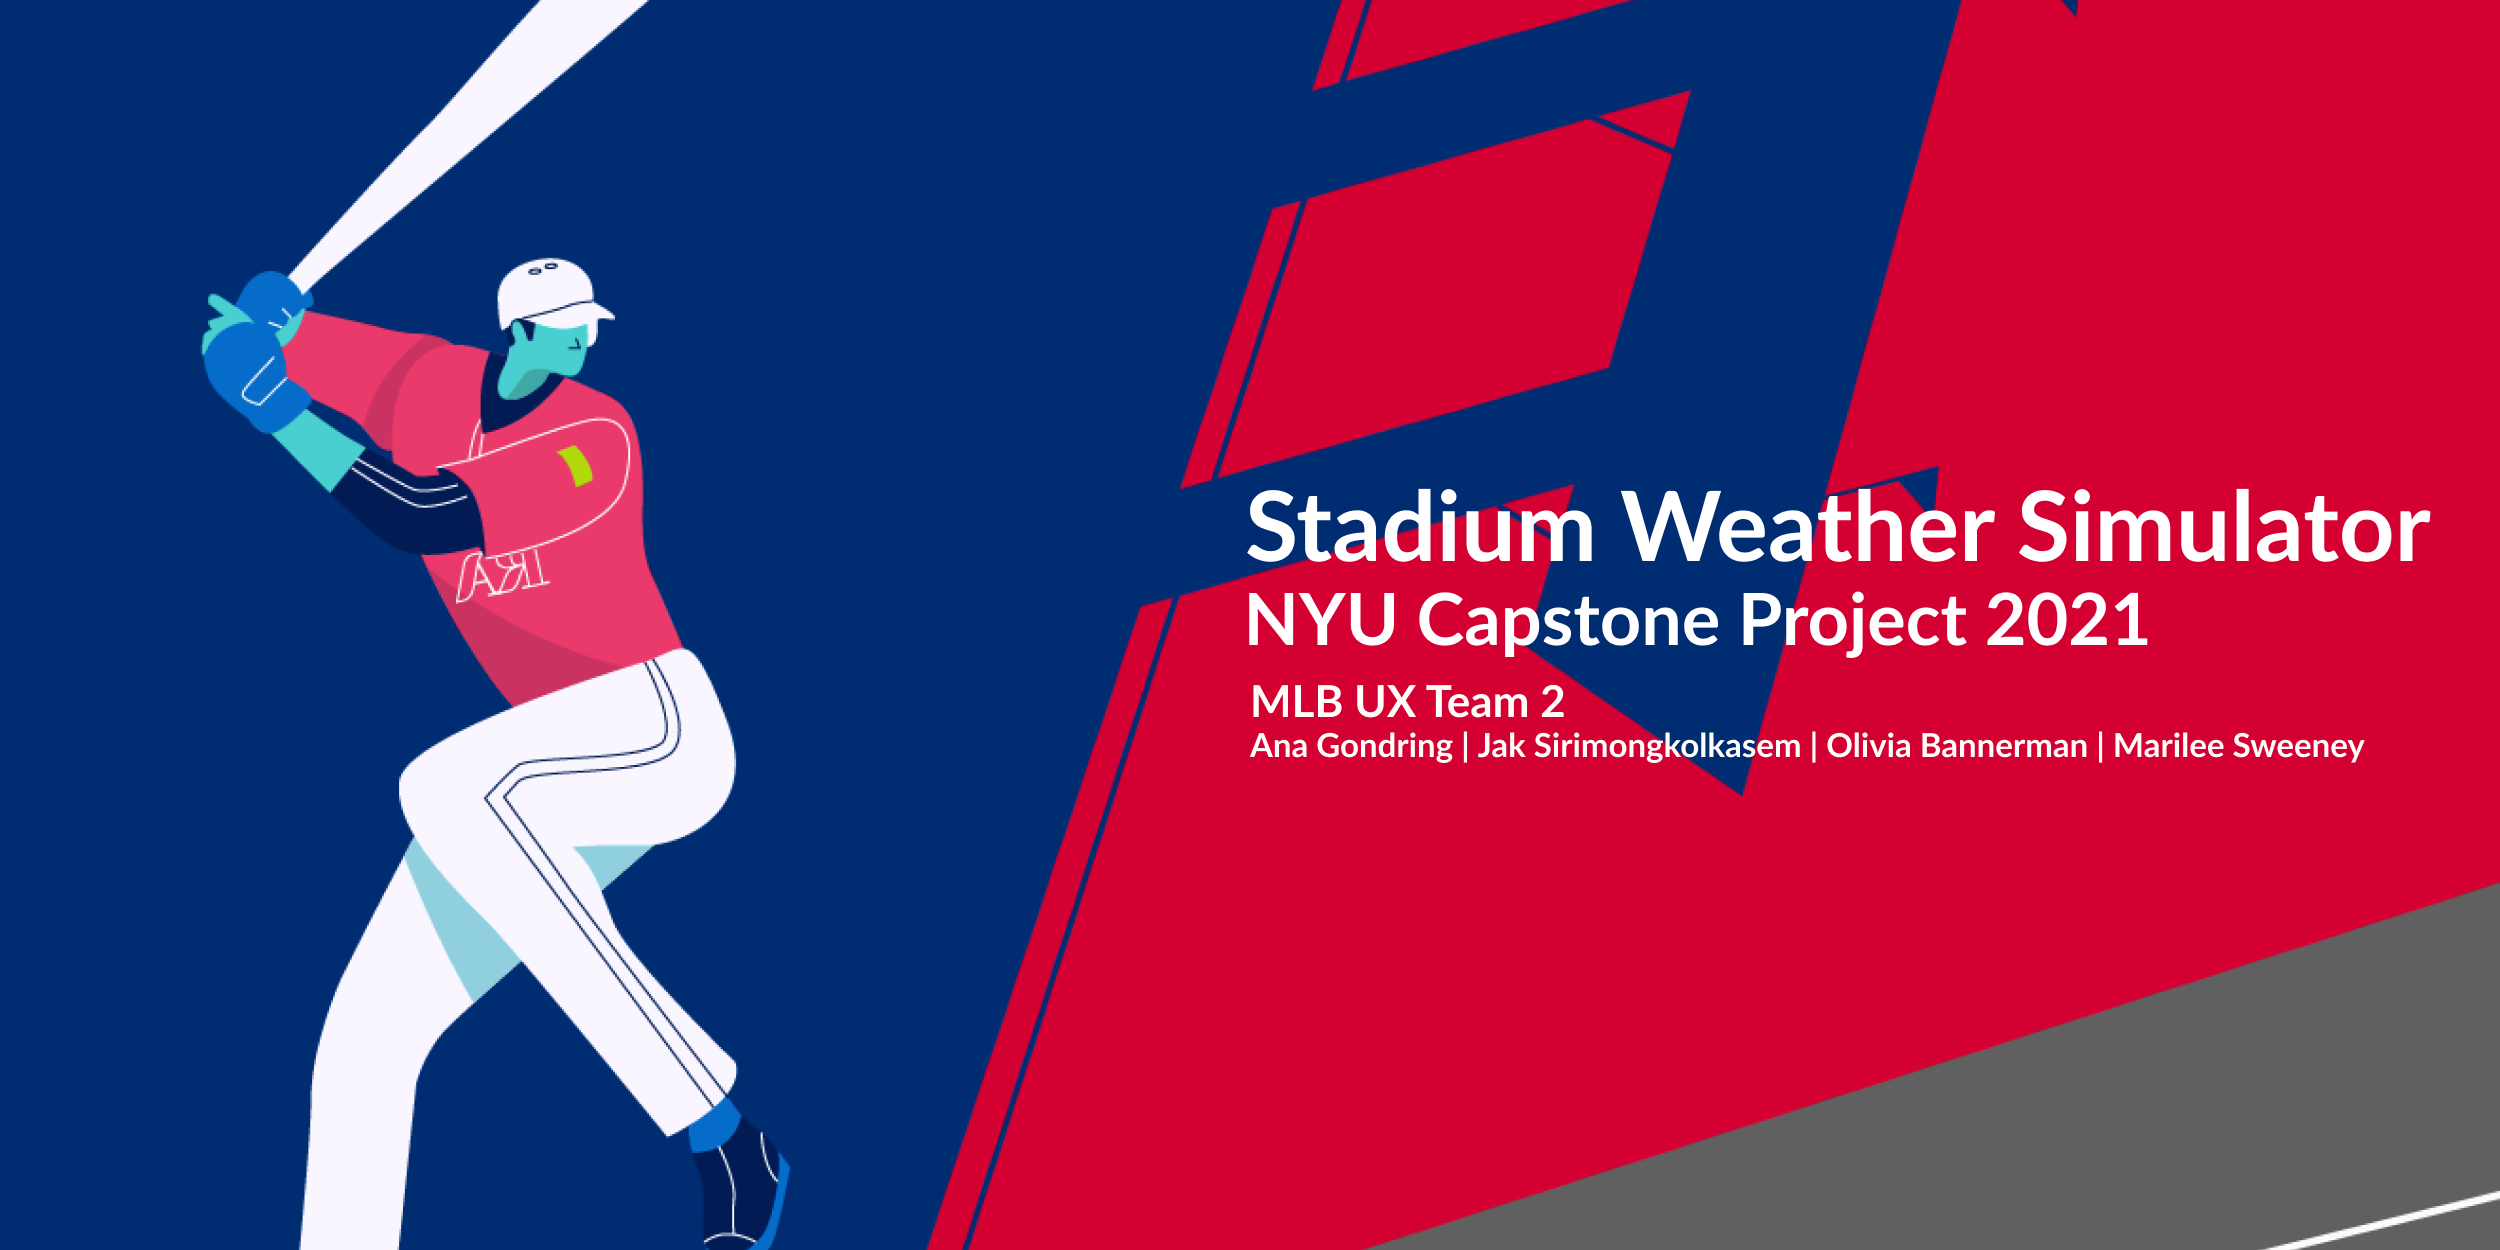 Stadium Weather Simulator
NYU Capstone Project 2021
MLB UX Team 2
Ana Gondring | Jak Sirimongkolkasem | Olivia Bannerman | Marilee Sweeney